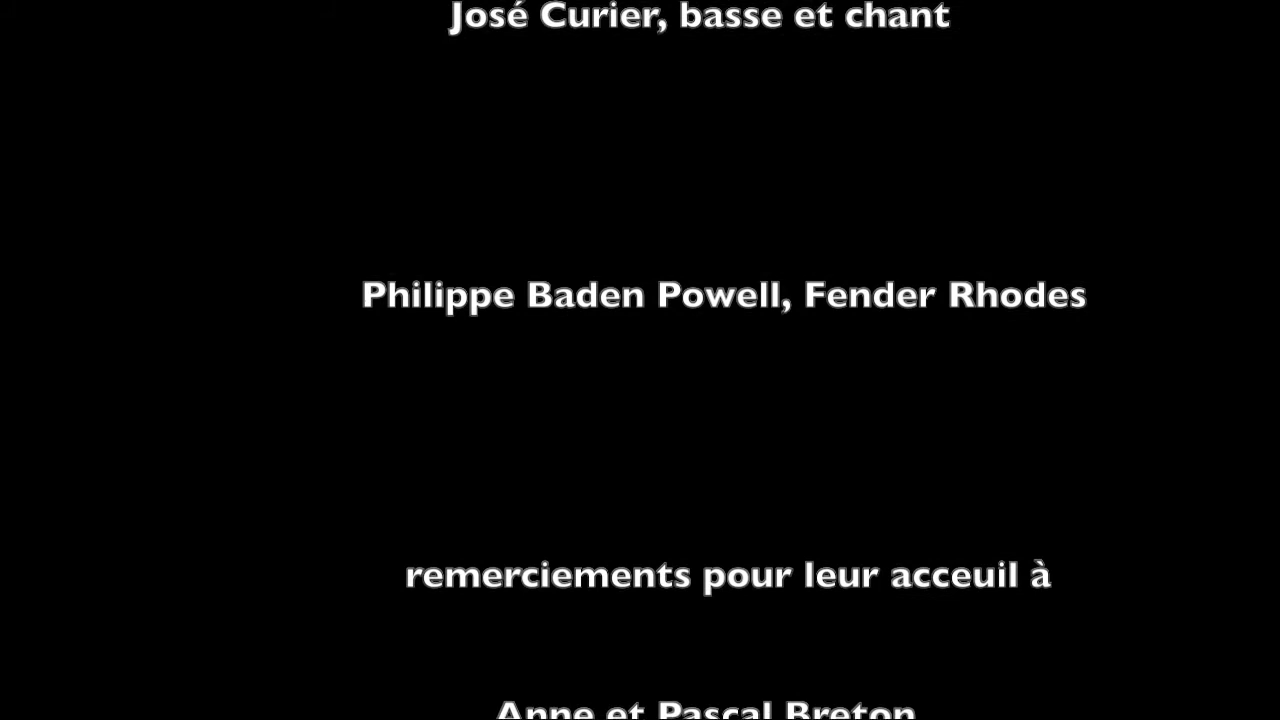 José Curier, basse et chant
Philippe Baden Powell, Fender Rhodes
remerciements pour leur acceuil à
Anne et Pascal Breton